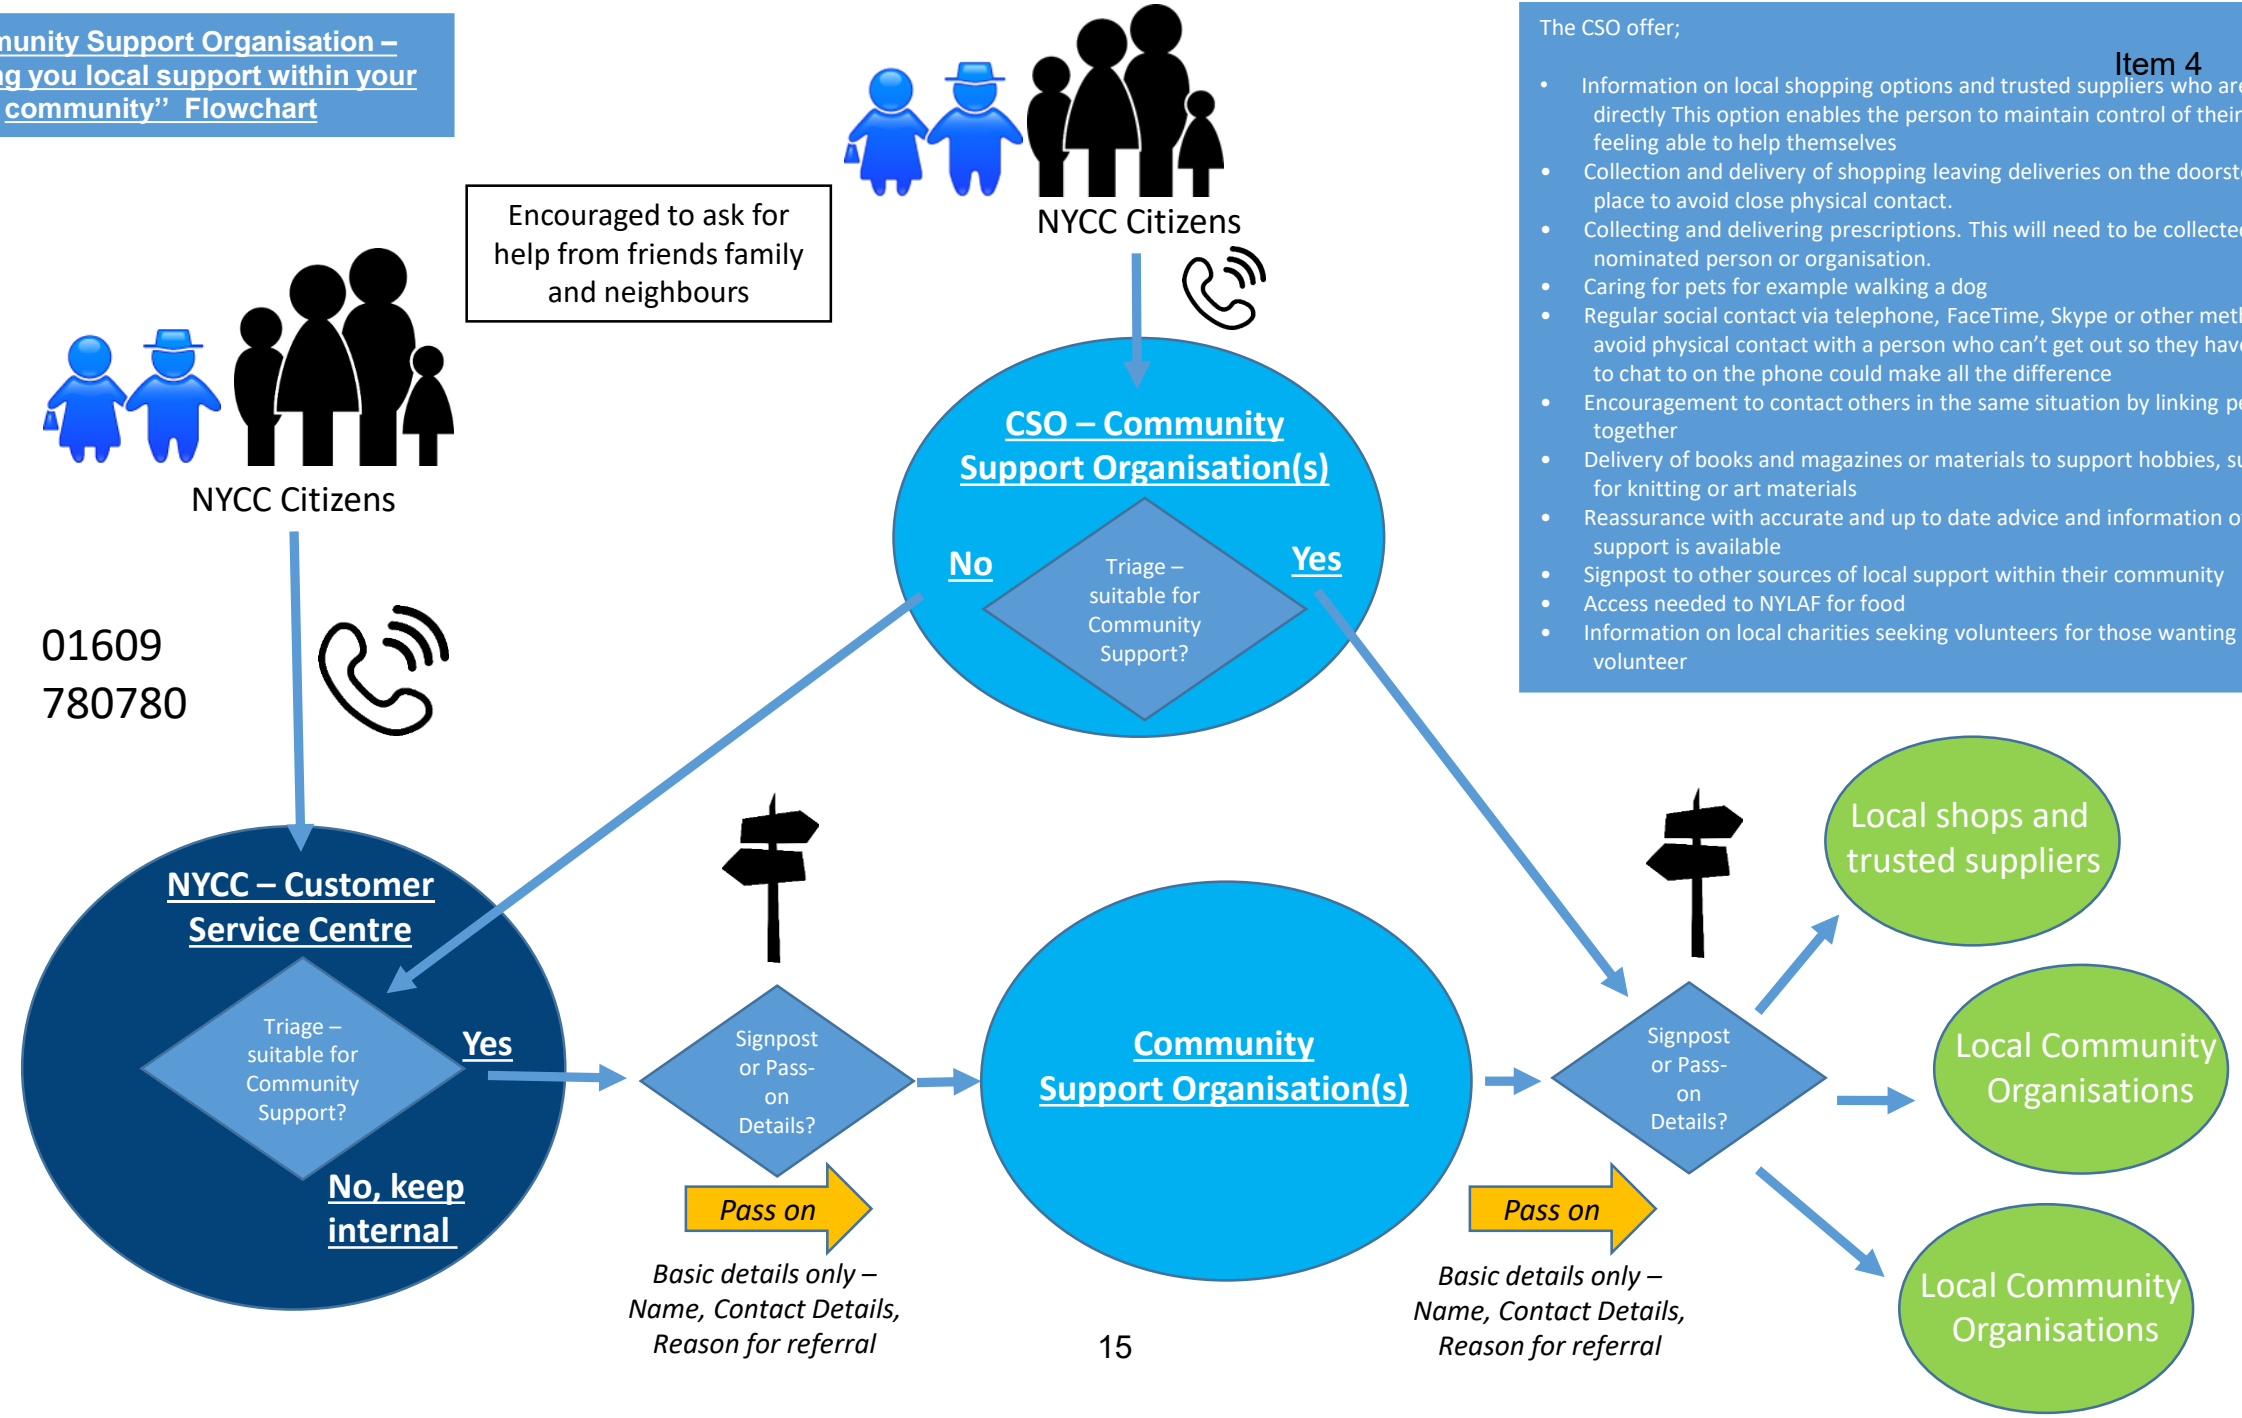 Support Organisation –
you local support within your
community” Flowchart
Encouraged to ask for
help from friends family
and neighbours
NYCC Citizens
NYCC Citizens
01609
780780
CSO – Community
Support Organisation(s)
No
Yes
Triage –
suitable for
Community
Support?
The CSO offer;
Item 4
• Information on local shopping options and trusted suppliers who are
directly This option enables the person to maintain control of their
feeling able to help themselves
• Collection and delivery of shopping leaving deliveries on the
place to avoid close physical contact.
• Collecting and delivering prescriptions. This will need to be collected
nominated person or organisation.
• Caring for pets for example walking a dog
• Regular social contact via telephone, FaceTime, Skype or other
avoid physical contact with a person who can’t get out so they have
to chat to on the phone could make all the difference
• Encouragement to contact others in the same situation by linking
together
• Delivery of books and magazines or materials to support hobbies,
for knitting or art materials
• Reassurance with accurate and up to date advice and information
support is available
• Signpost to other sources of local support within their community
• Access needed to NYLAF for food
• Information on local charities seeking volunteers for those wanting
volunteer
NYCC – Customer
Service Centre
Triage –
suitable for
Community
Support?
Yes
No, keep
internal
Signpost
or Pass-
on
Details?
Pass on
Basic details only –
Name, Contact Details,
Reason for referral
Community
Support Organisation(s)
Signpost
or Pass-
on
Details?
Pass on
Basic details only –
Name, Contact Details,
Reason for referral
Local shops and
trusted suppliers
Local Community
Organisations
Local Community
Organisations
15